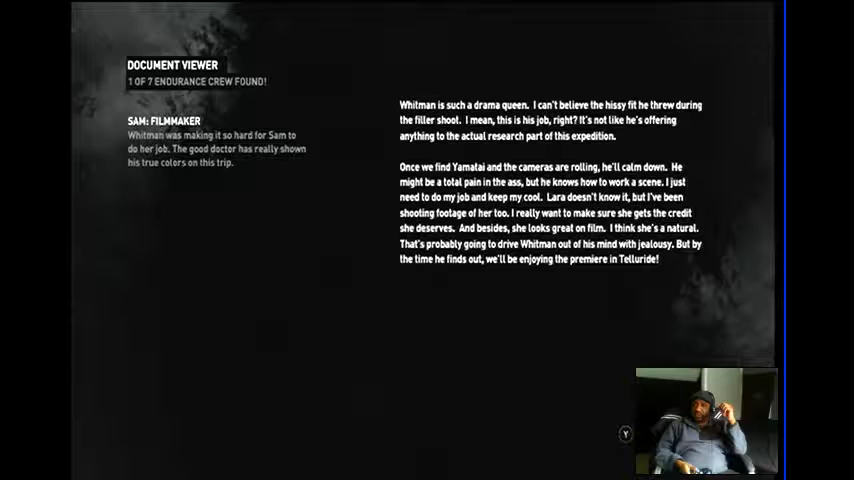 DOCUMENT VIEWER
1 OF 7 ENDURANCE CREW FOUND!
SAM: FILMMAKER
Whitman was making it so hard for Sam to
do her job. The good doctor has really shown
his true colors on this trip.
Whitman is such a drama queen. I can't believe the hissy fit he threw during
the filler shoot. I mean, this is his job, right? It's not like he's offering
anything to the actual research part of this expedition.
Once we find Yamatai and the cameras are rolling, he'll calm down. He
might be a total pain in the ass, but he knows how to work a scene. I just
need to do my job and keep my cool. Lara doesn't know it, but I've been
shooting footage of her too. I really want to make sure she gets the credit
she deserves. And besides, she looks great on film. I think she's a natural.
That's probably going to drive Whitman out of his mind with jealousy. But by
the time he finds out, we'll be enjoying the premiere in Telluride!
Y